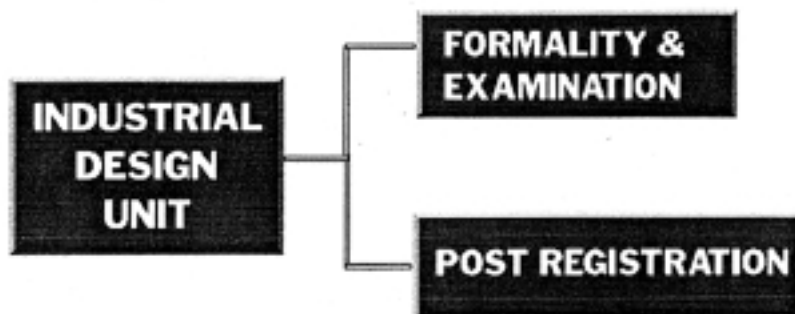 INDUSTRIAL
DESIGN
UNIT
FORMALITY &
EXAMINATION
POST REGISTRATION